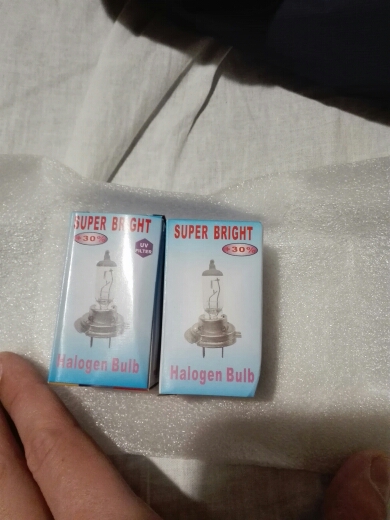 SUPER BRIGHT
+30%
UV
FILTER
Halogen Bulb
SUPER BRIGHT
+30%
Halogen Bulb